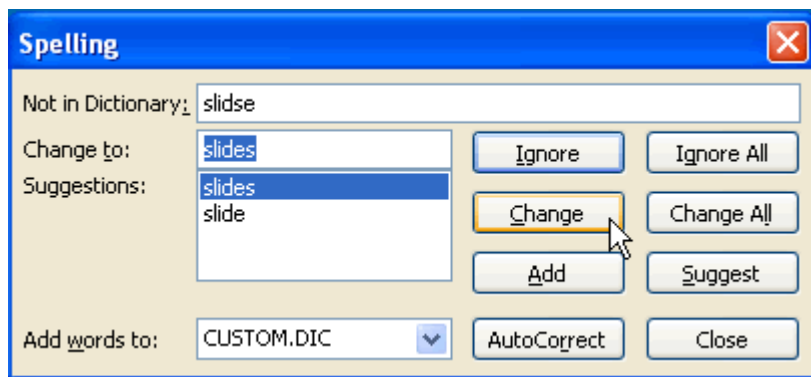 Spelling
Not in Dictionary: slidse
Change to: slides Ignore Ignore All
Suggestions: slides
slide Change Change All
Add Suggest
Add words to: CUSTOM.DIC AutoCorrect Close